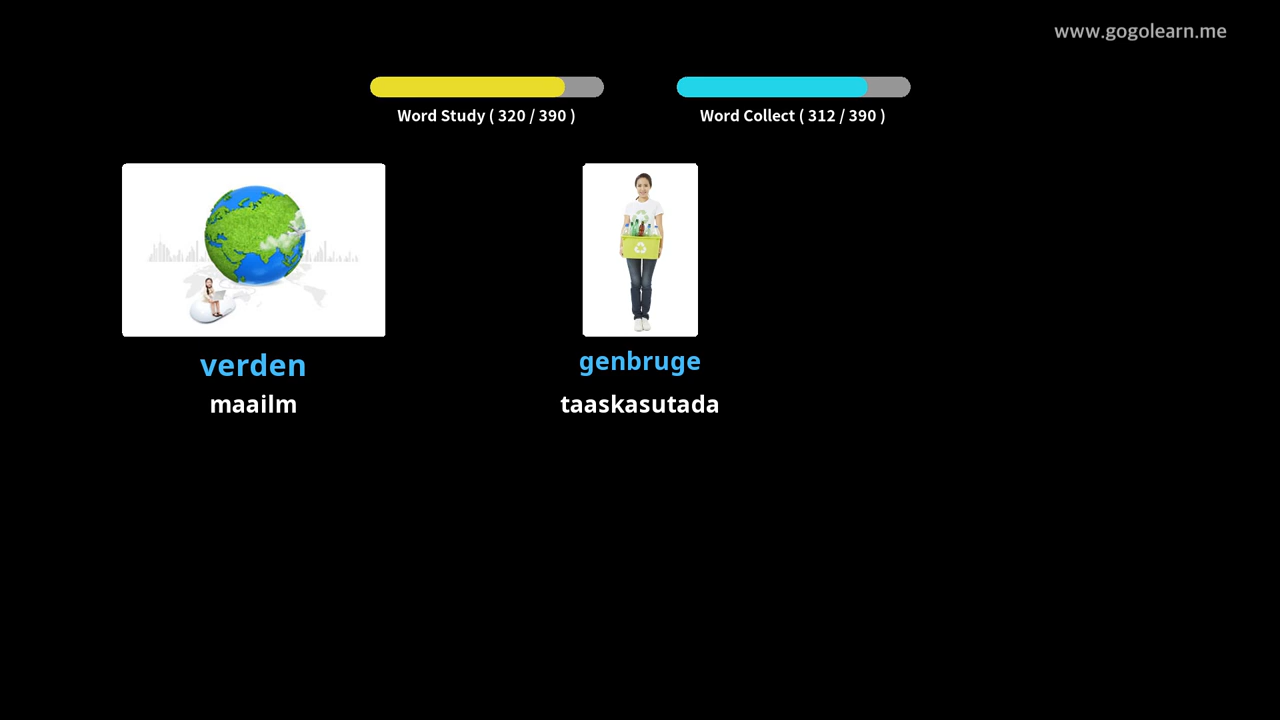 www.gogolearn.me
Word Study ( 320 / 390 )
Word Collect ( 312 / 390 )
verden
maailm
genbruge
taaskasutada